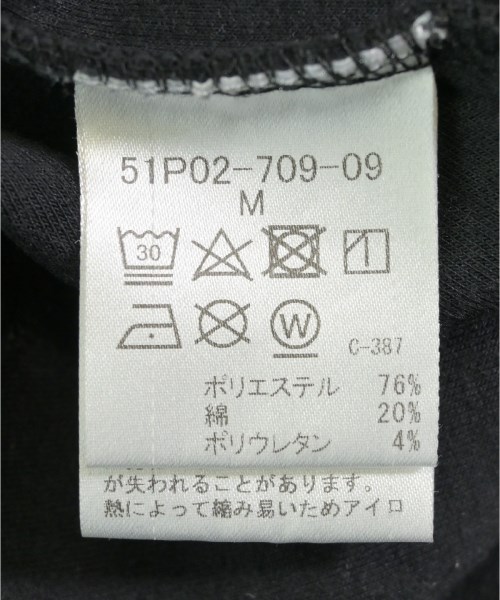 51P02-709-09
M
30
W
C-387
ポリエステル 76%
綿 20%
ポリウレタン 4%
が失われることがあります。
熱によって縮み易いためアイロ